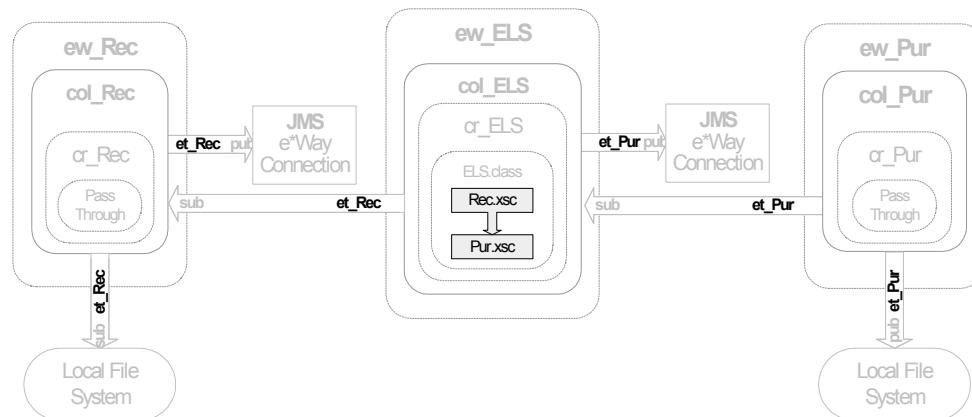 ew_Rec
col_Rec
cr_Rec
Pass
Through
et_Rec pub
JMS
e*Way
Connection
sub et_Rec
et_Rec
sub
Local File
System
ew_ELS
col_ELS
cr_ELS
ELS.class
Rec.xsc
Pur.xsc
et_Pur pub
JMS
e*Way
Connection
sub et_Pur
ew_Pur
col_Pur
cr_Pur
Pass
Through
et_Pur
pub
Local File
System